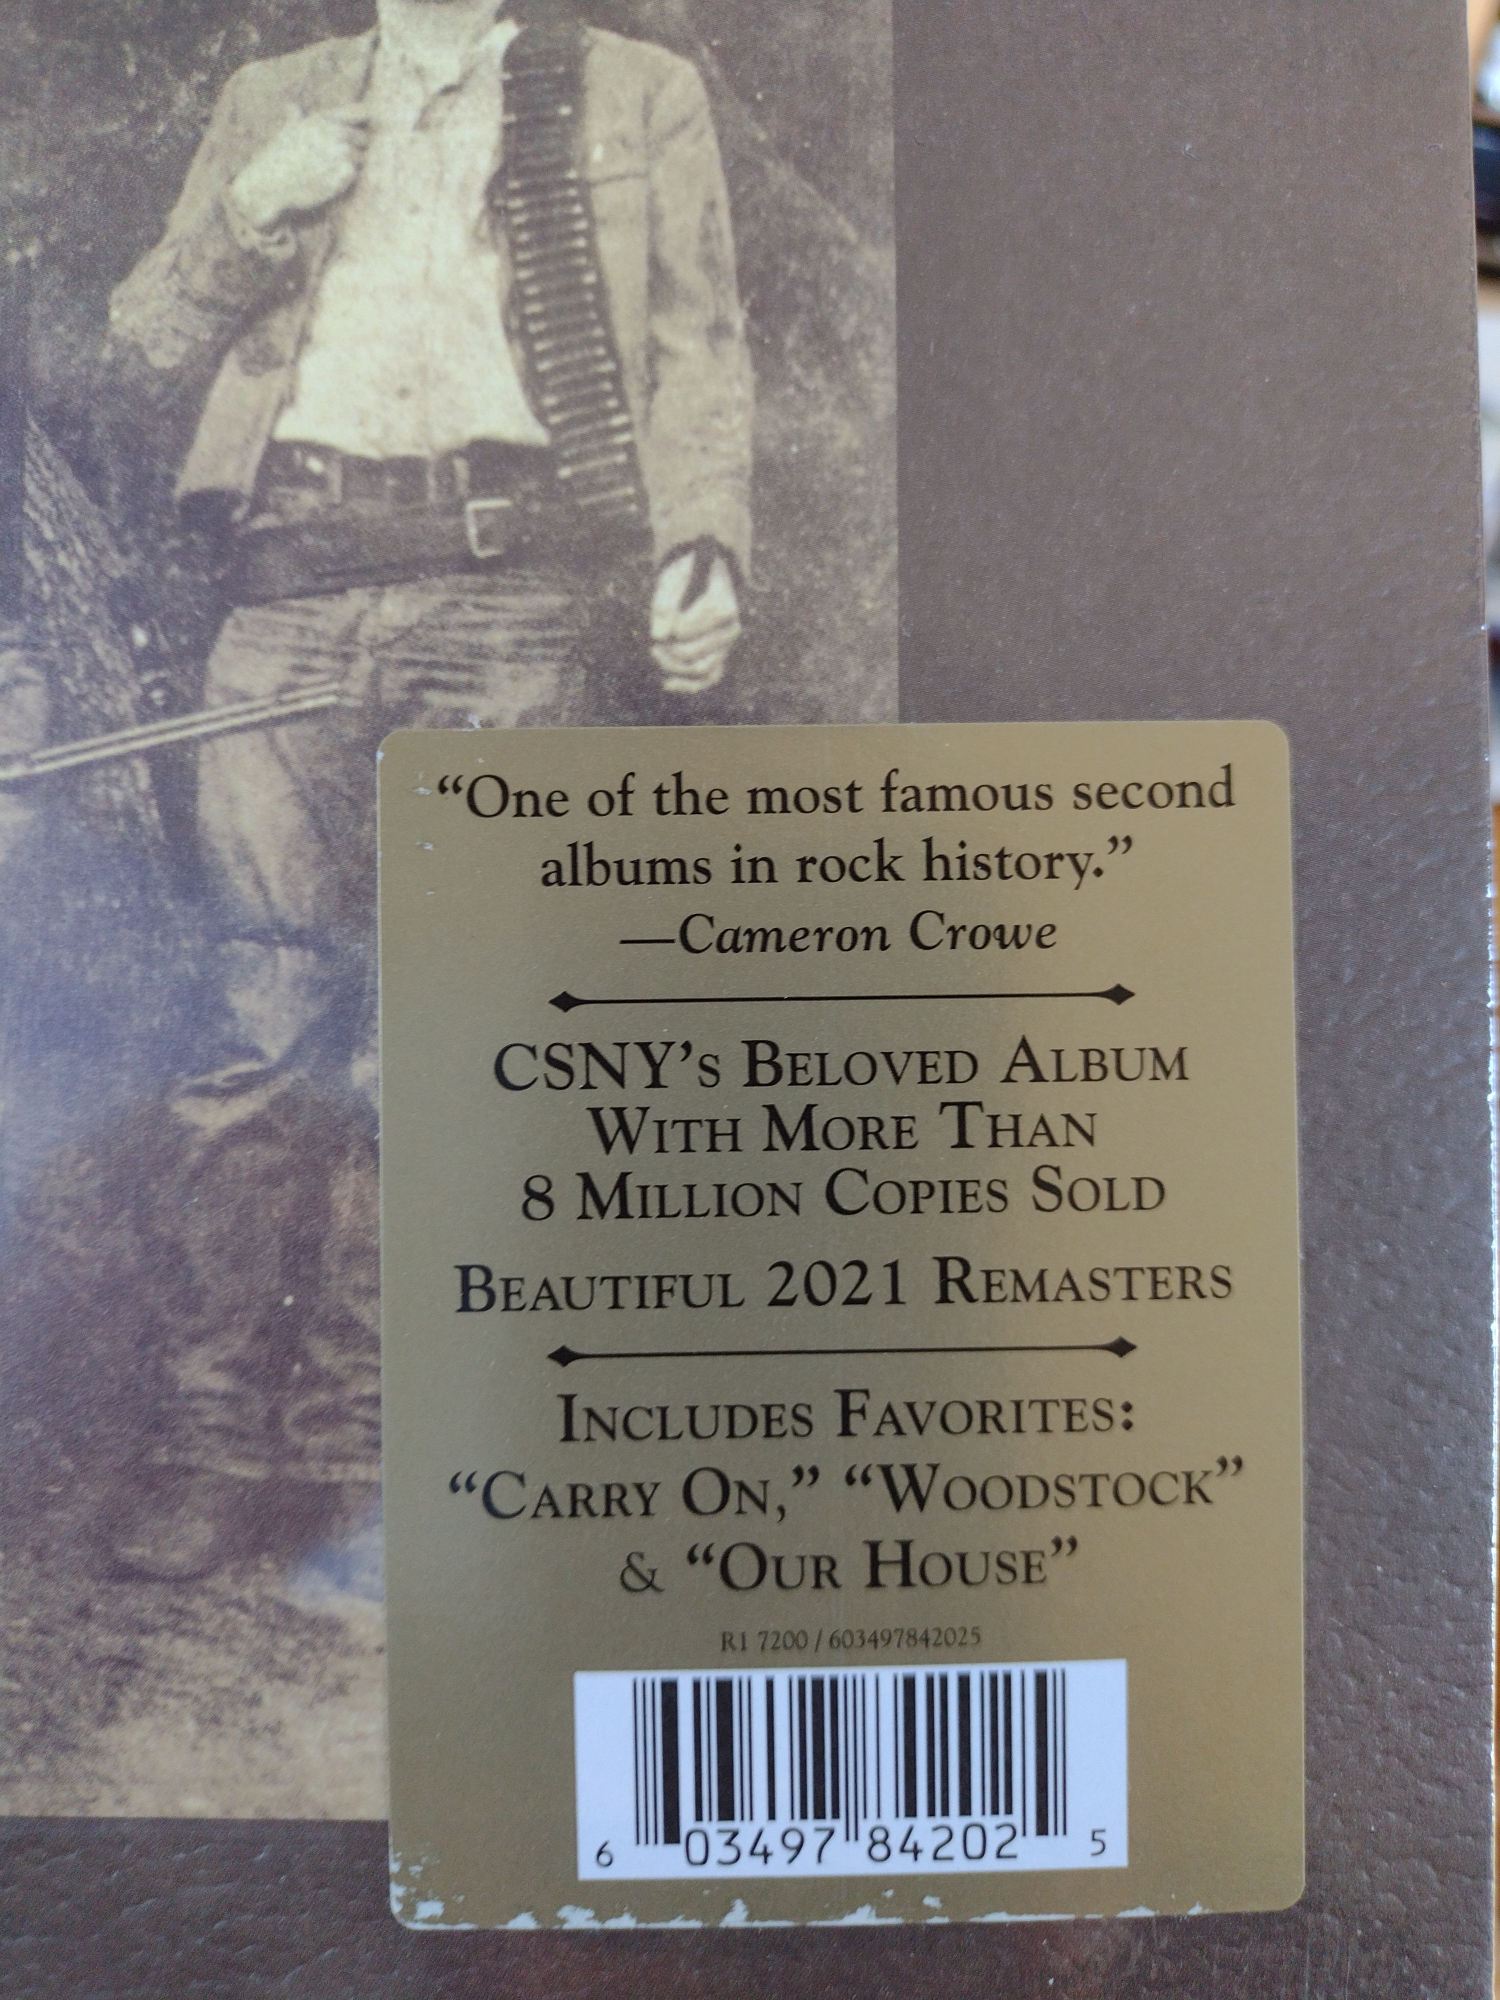 “One of the most famous second
albums in rock history.”
—Cameron Crowe
CSNY’s Beloved Album
With More Than
8 Million Copies Sold
Beautiful 2021 Remasters
Includes Favorites:
“Carry On,” “Woodstock”
& “Our House”
R1 7200 / 603497842025
6 03497 84202 5